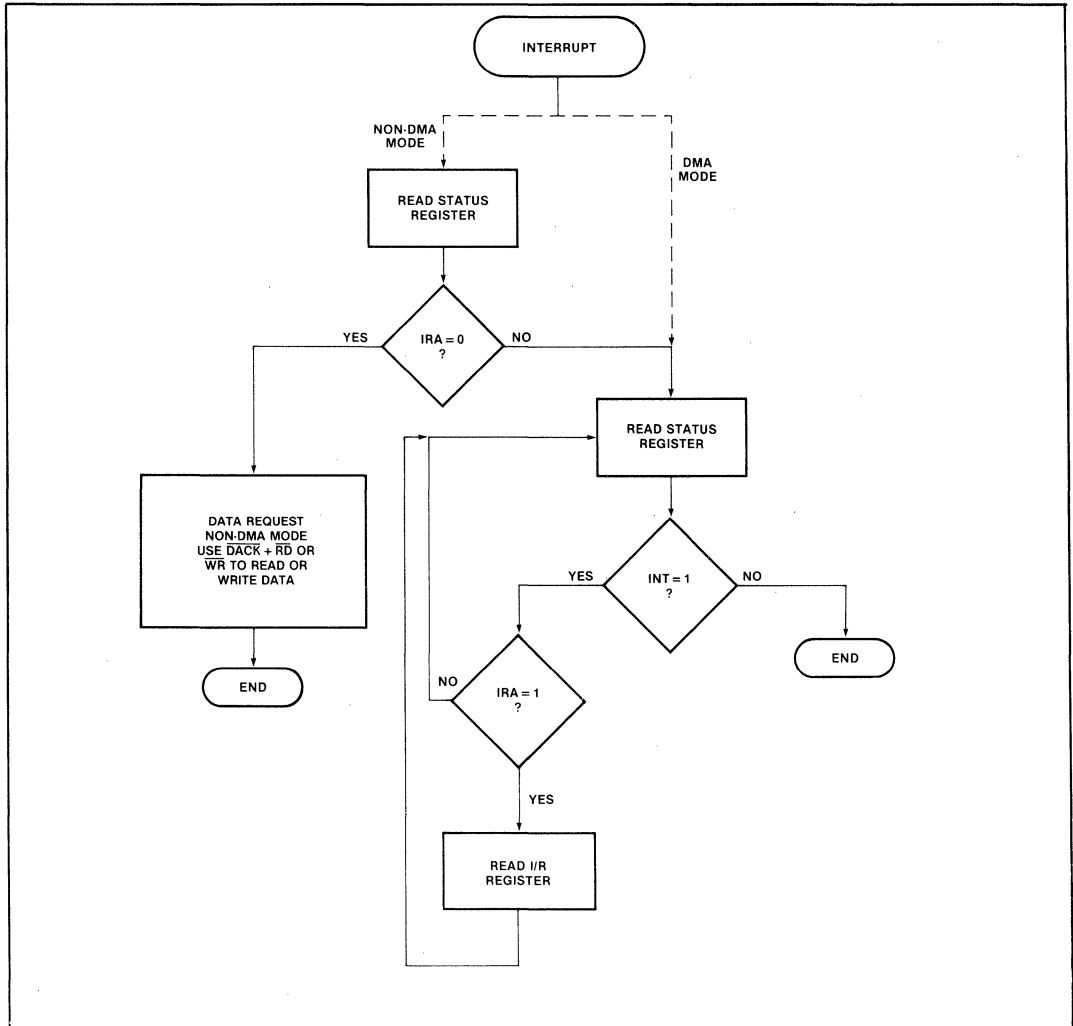 INTERRUPT
NON-DMA
MODE
DMA
MODE
READ STATUS
REGISTER
YES
IRA = 0
?
NO
READ STATUS
REGISTER
DATA REQUEST
NON-DMA MODE
USE DACK + RD OR
WR TO READ OR
WRITE DATA
YES
INT = 1
?
NO
END
END
NO
IRA = 1
?
YES
READ I/R
REGISTER